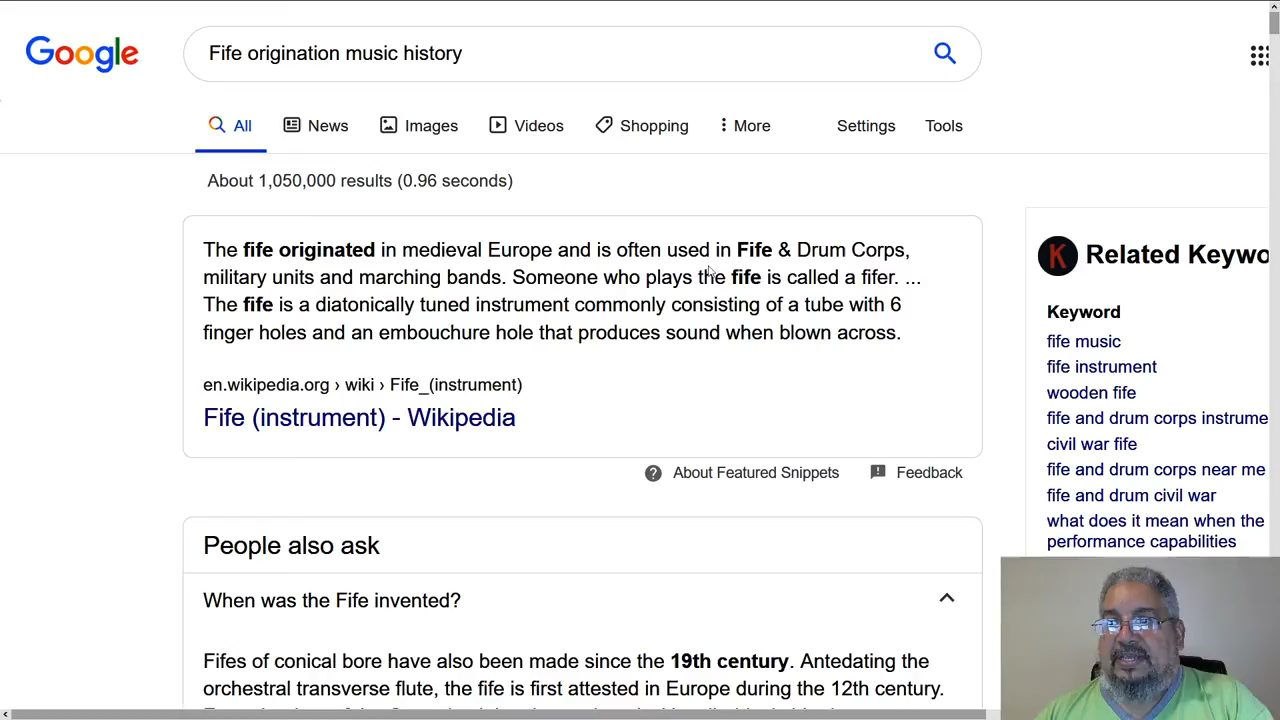 Google
Fife origination music history
All News Images Videos Shopping More Settings Tools
About 1,050,000 results (0.96 seconds)
The fife originated in medieval Europe and is often used in Fife & Drum Corps,
military units and marching bands. Someone who plays the fife is called a fifer. ...
The fife is a diatonically tuned instrument commonly consisting of a tube with 6
finger holes and an embouchure hole that produces sound when blown across.
en.wikipedia.org › wiki › Fife_(instrument)
Fife (instrument) - Wikipedia
About Featured Snippets Feedback
People also ask
When was the Fife invented?
Fifes of conical bore have also been made since the 19th century. Antedating the
orchestral transverse flute, the fife is first attested in Europe during the 12th century.
K Related Keywo
Keyword
fife music
fife instrument
wooden fife
fife and drum corps instrume
civil war fife
fife and drum corps near me
fife and drum civil war
what does it mean when the
performance capabilities